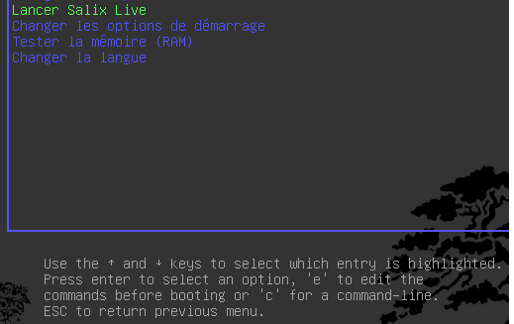 Lancer Salix Live
Changer les options de démarrage
Tester la mémoire (RAM)
Changer la langue
Use the ↑ and ↓ keys to select which entry is highlighted.
Press enter to select an option, 'e' to edit the
commands before booting or 'c' for a command-line.
ESC to return previous menu.